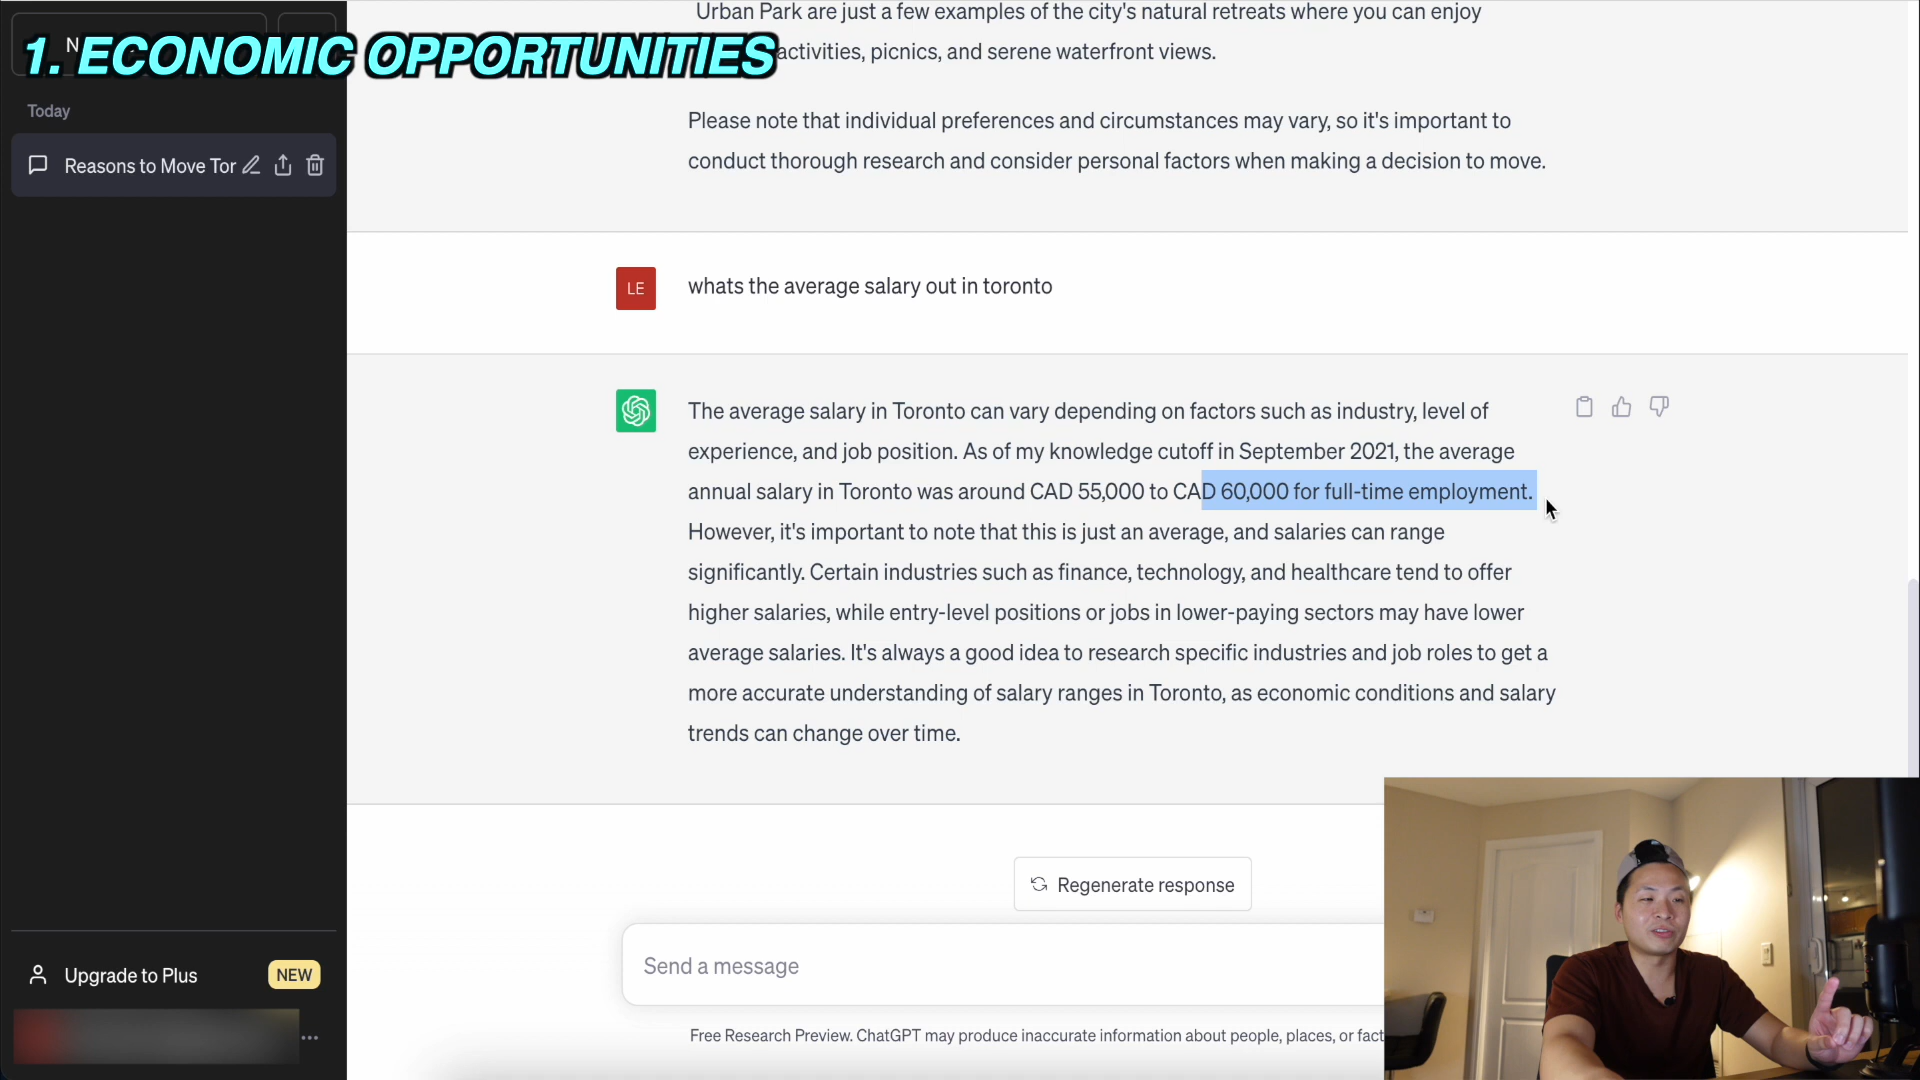 1. ECONOMIC OPPORTUNITIES
Today
Reasons to Move Tor
Upgrade to Plus
NEW
Urban Park are just a few examples of the city's natural retreats where you can enjoy
activities, picnics, and serene waterfront views.
Please note that individual preferences and circumstances may vary, so it's important to
conduct thorough research and consider personal factors when making a decision to move.
LE
whats the average salary out in toronto
The average salary in Toronto can vary depending on factors such as industry, level of
experience, and job position. As of my knowledge cutoff in September 2021, the average
annual salary in Toronto was around CAD 55,000 to CAD 60,000 for full-time employment.
However, it's important to note that this is just an average, and salaries can range
significantly. Certain industries such as finance, technology, and healthcare tend to offer
higher salaries, while entry-level positions or jobs in lower-paying sectors may have lower
average salaries. It's always a good idea to research specific industries and job roles to get a
more accurate understanding of salary ranges in Toronto, as economic conditions and salary
trends can change over time.
Regenerate response
Send a message
Free Research Preview. ChatGPT may produce inaccurate information about people, places, or fact